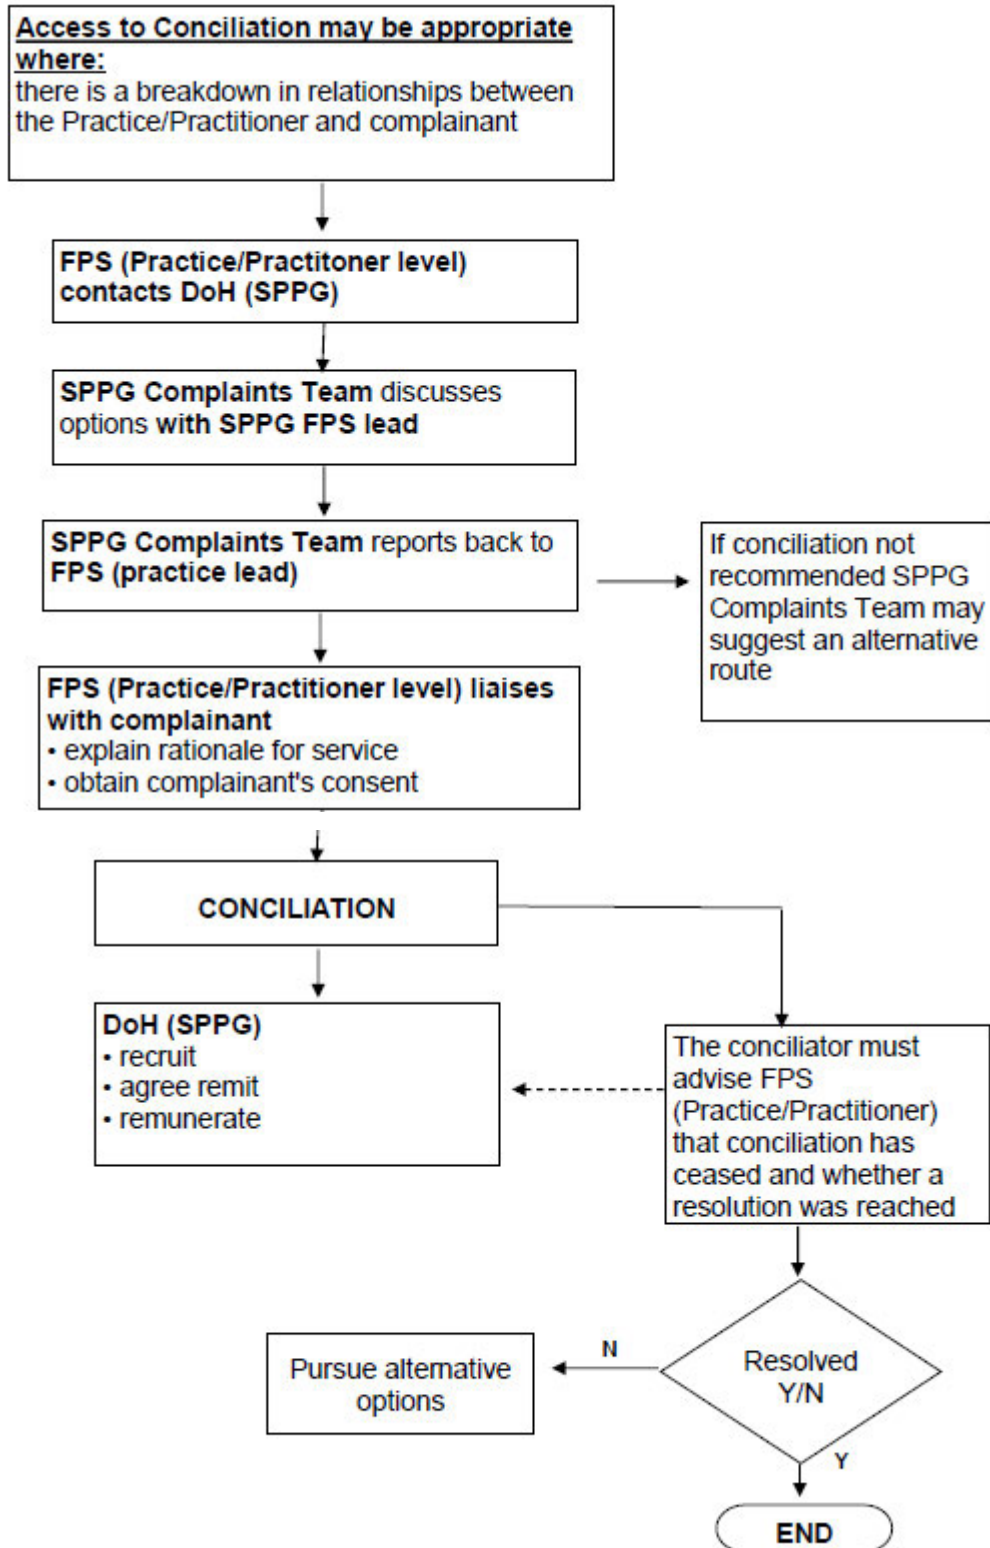 Access to Conciliation may be appropriate
where:
there is a breakdown in relationships between
the Practice/Practitioner and complainant
FPS (Practice/Practitoner level)
contacts DoH (SPPG)
SPPG Complaints Team discusses
options with SPPG FPS lead
SPPG Complaints Team reports back to
FPS (practice lead)
If conciliation not
recommended SPPG
Complaints Team may
suggest an alternative
route
FPS (Practice/Practitioner level) liaises
with complainant
• explain rationale for service
• obtain complainant's consent
CONCILIATION
DoH (SPPG)
• recruit
• agree remit
• remunerate
The conciliator must
advise FPS
(Practice/Practitioner)
that conciliation has
ceased and whether a
resolution was reached
Resolved
Y/N
N
Pursue alternative
options
Y
END